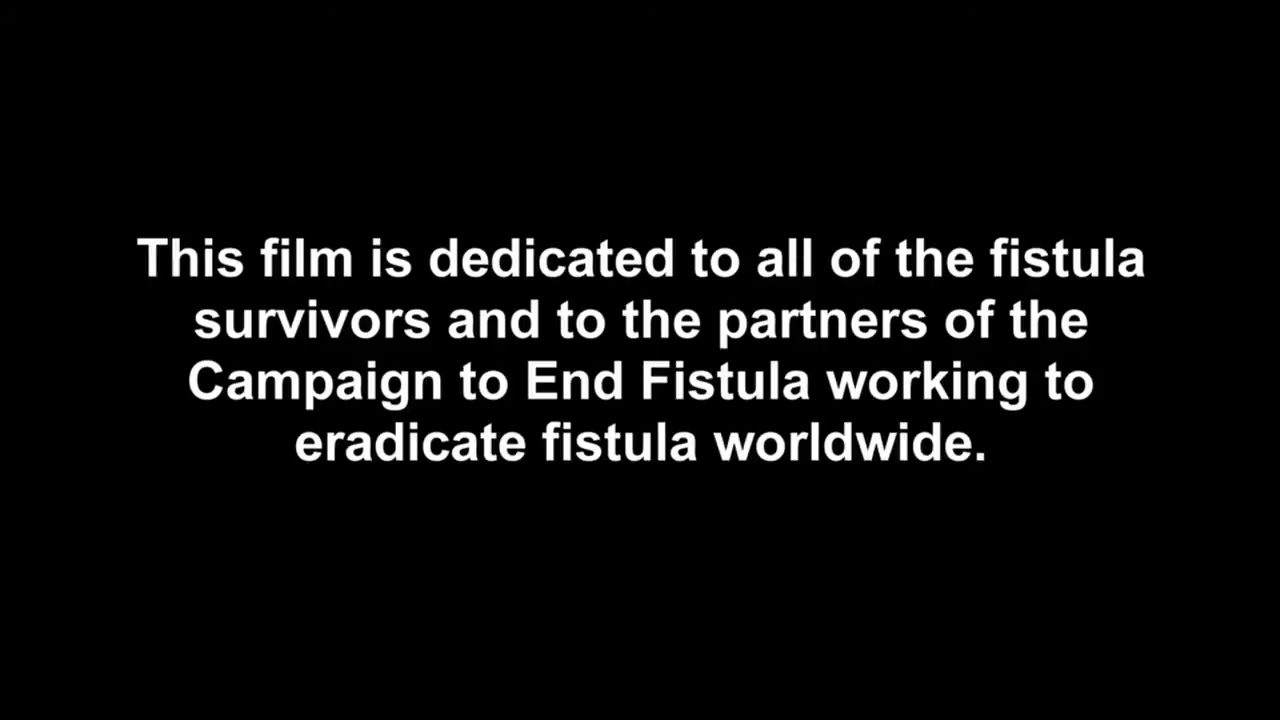 This film is dedicated to all of the fistula
survivors and to the partners of the
Campaign to End Fistula working to
eradicate fistula worldwide.